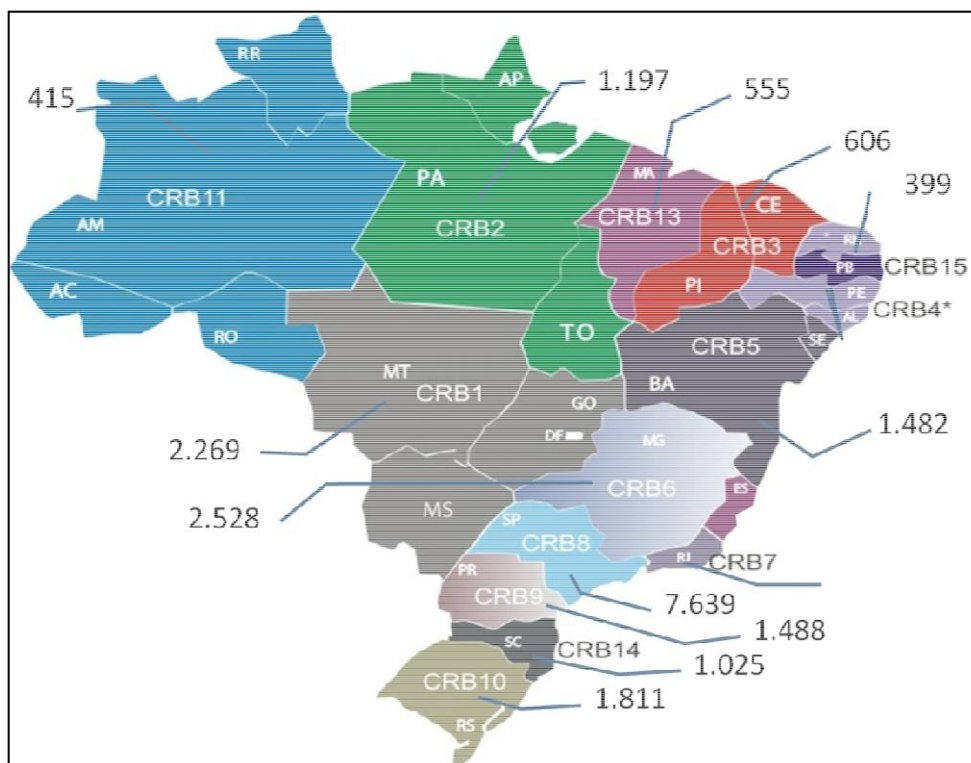 RR
AP
415
1.197
555
606
399
MA
PA
CE
CRB11
CRB2
CRB13
CRB3
AM
PB
CRB15
AC
PI
PE
CRB4*
AL
RO
TO
CRB5
SE
MT
CRB1
BA
GO
DF
MG
1.482
2.269
CRB6
ES
2.528
MS
SP
CRB8
RJ
CRB7
PR
CRB9
7.639
1.488
SC
CRB14
1.025
CRB10
1.811
RS